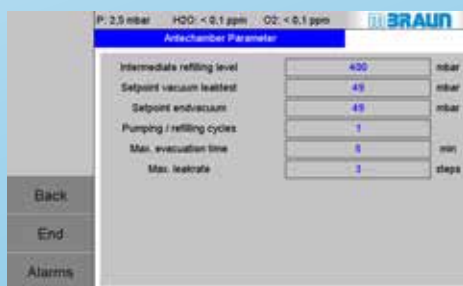 P: 2,5 mbar H2O: < 0,1 ppm O2: < 0,1 ppm MBRAUN
Antechamber Parameter
Intermediate refilling level 400 mbar
Setpoint vacuum leaktest 49 mbar
Setpoint endvacuum 49 mbar
Pumping / refilling cycles 1
Max. evacuation time 5 min
Max. leakrate 3 steps
Back
End
Alarms